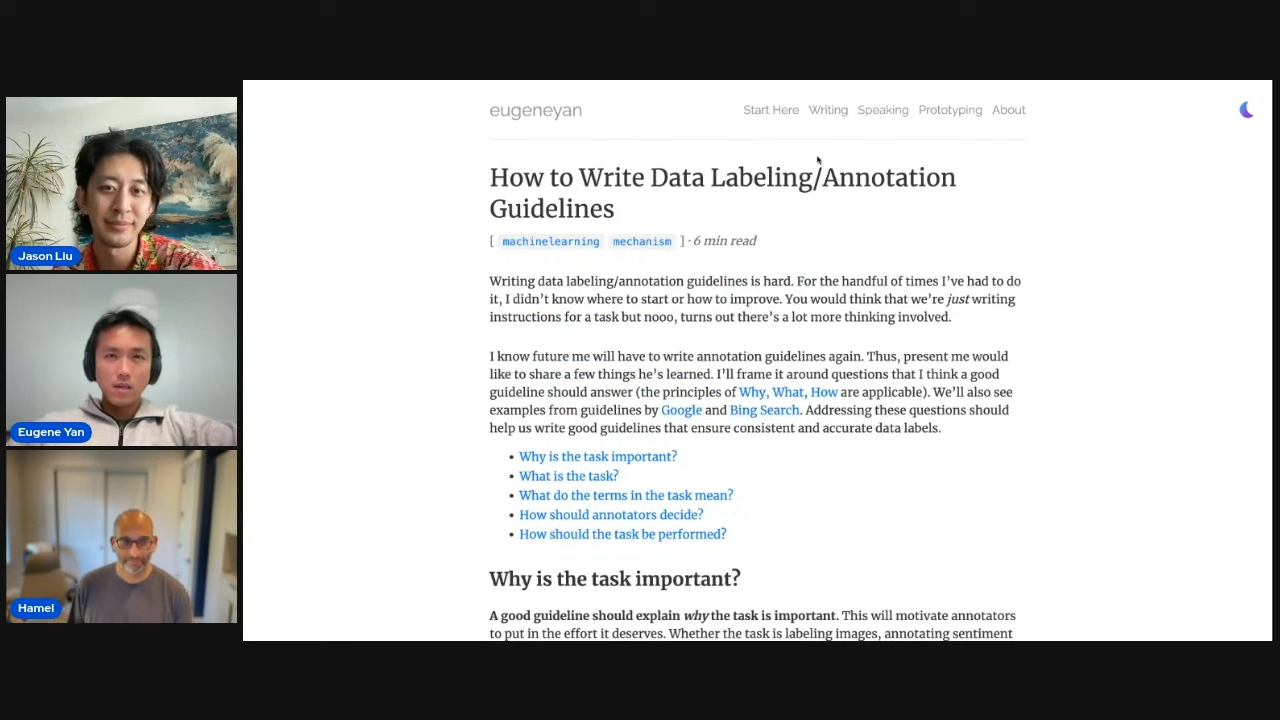 Jason Liu
Eugene Yan
Hamel
eugeneyan
Start Here Writing Speaking Prototyping About
How to Write Data Labeling/Annotation
Guidelines
[ machinelearning mechanism ] · 6 min read
Writing data labeling/annotation guidelines is hard. For the handful of times I’ve had to do
it, I didn’t know where to start or how to improve. You would think that we’re just writing
instructions for a task but nooo, turns out there’s a lot more thinking involved.
I know future me will have to write annotation guidelines again. Thus, present me would
like to share a few things he’s learned. I’ll frame it around questions that I think a good
guideline should answer (the principles of Why, What, How are applicable). We’ll also see
examples from guidelines by Google and Bing Search. Addressing these questions should
help us write good guidelines that ensure consistent and accurate data labels.
• Why is the task important?
• What is the task?
• What do the terms in the task mean?
• How should annotators decide?
• How should the task be performed?
Why is the task important?
A good guideline should explain why the task is important. This will motivate annotators
to put in the effort it deserves. Whether the task is labeling images, annotating sentiment